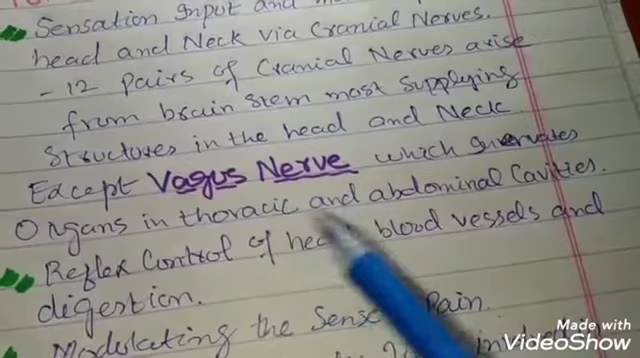 Sensation Input and
head and Neck via Cranial Nerves.
- 12 pairs of Cranial Nerves arise
from brain stem most supplying
structures in the head and Neck
Except Vagus Nerve which
Organs in thoracic and abdominal Cavities.
Reflex Control of blood vessels and
digestion.
Modulating the Sense Pain.
Made with
VideoShow